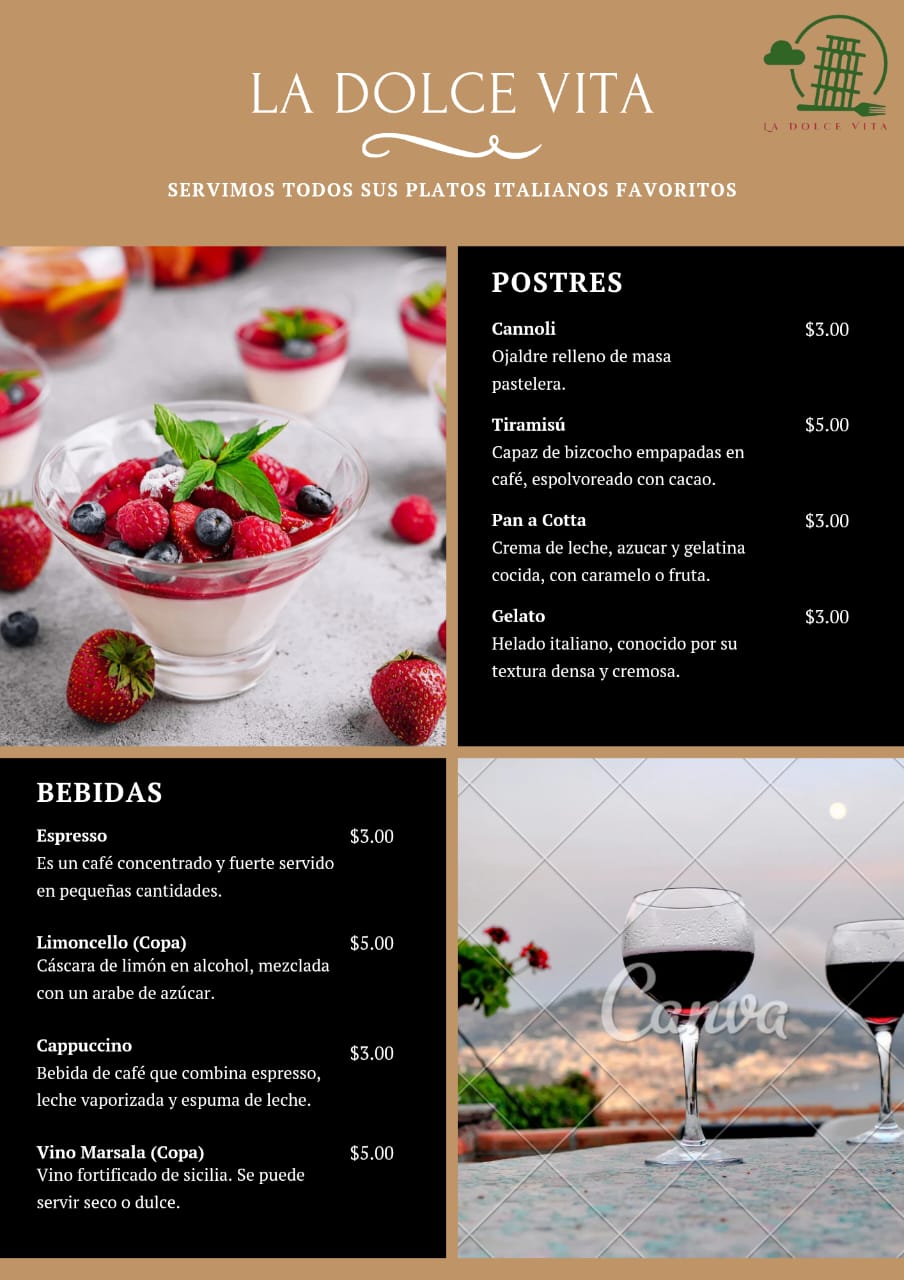 LA DOLCE VITA
LA DOLCE VITA
SERVIMOS TODOS SUS PLATOS ITALIANOS FAVORITOS
POSTRES
Cannoli $3.00
Ojaldre relleno de masa
pastelera.
Tiramisú $5.00
Capaz de bizcocho empapadas en
café, espolvoreado con cacao.
Pan a Cotta $3.00
Crema de leche, azucar y gelatina
cocida, con caramelo o fruta.
Gelato $3.00
Helado italiano, conocido por su
textura densa y cremosa.
BEBIDAS
Espresso $3.00
Es un café concentrado y fuerte servido
en pequeñas cantidades.
Limoncello (Copa) $5.00
Cáscara de limón en alcohol, mezclada
con un arabe de azúcar.
Cappuccino $3.00
Bebida de café que combina espresso,
leche vaporizada y espuma de leche.
Vino Marsala (Copa) $5.00
Vino fortificado de sicilia. Se puede
servir seco o dulce.
Canva